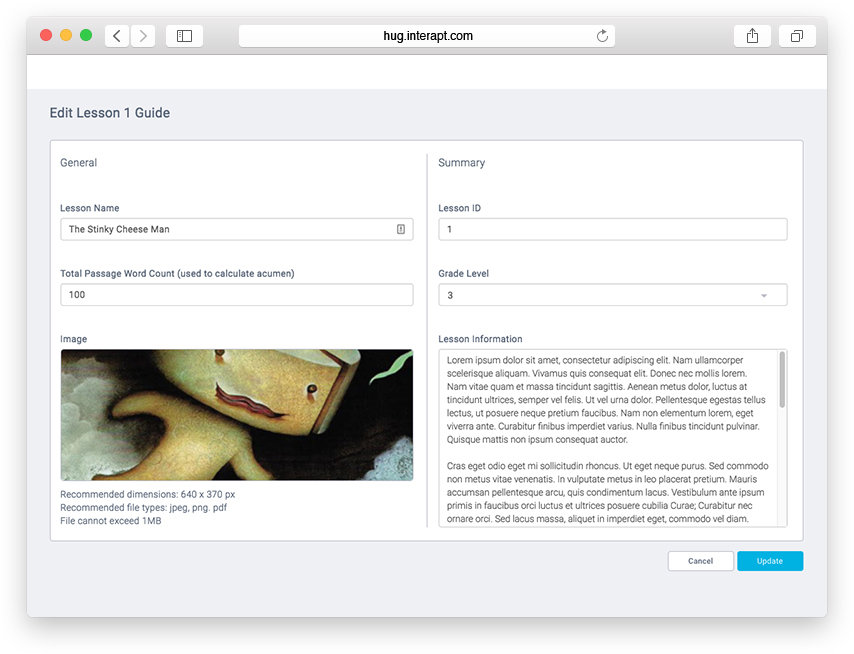 hug.interapt.com
Edit Lesson 1 Guide
General
Lesson Name
The Stinky Cheese Man
Total Passage Word Count (used to calculate acumen)
100
Image
Recommended dimensions: 640 x 370 px
Recommended file types: jpeg, png. pdf
File cannot exceed 1MB
Summary
Lesson ID
1
Grade Level
3
Lesson Information
Lorem ipsum dolor sit amet, consectetur adipiscing elit. Nam ullamcorper
scelerisque aliquam. Vivamus quis consequat elit. Donec nec mollis lorem.
Nam vitae quam et massa tincidunt sagittis. Aenean metus dolor, luctus at
tincidunt ultrices, semper vel felis. Ut vel urna dolor. Pellentesque egestas tellus
lectus, ut posuere neque pretium faucibus. Nam non elementum lorem, eget
viverra ante. Curabitur finibus imperdiet varius. Nulla finibus tincidunt pulvinar.
Quisque mattis non ipsum consequat auctor.
Cras eget odio eget mi sollicitudin rhoncus. Ut eget neque purus. Sed commodo
non metus vitae venenatis. In vulputate metus in leo placerat pretium. Mauris
accumsan pellentesque arcu, quis condimentum lacus. Vestibulum ante ipsum
primis in faucibus orci luctus et ultrices posuere cubilia Curae; Curabitur nec
ornare orci. Sed lacus massa, aliquet in imperdiet eget, commodo vel diam.
Cancel
Update